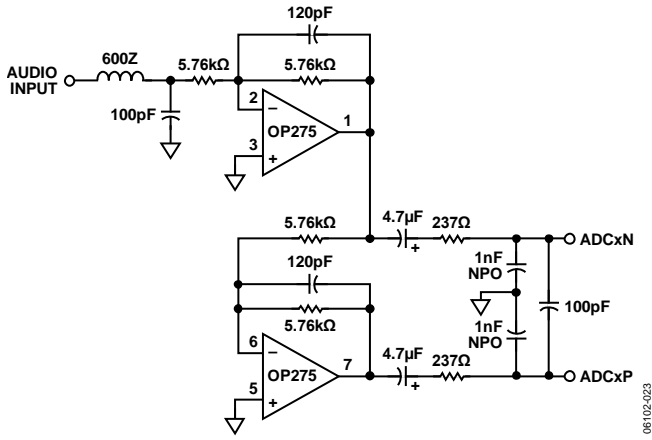 120pF
600Z
5.76kΩ
5.76kΩ
AUDIO
INPUT
100pF
2
–
OP275
1
3
+
5.76kΩ
4.7µF
+
237Ω
ADCxN
120pF
1nF
NPO
5.76kΩ
100pF
1nF
NPO
6
–
OP275
7
4.7µF
+
237Ω
ADCxP
5
+
06102-023